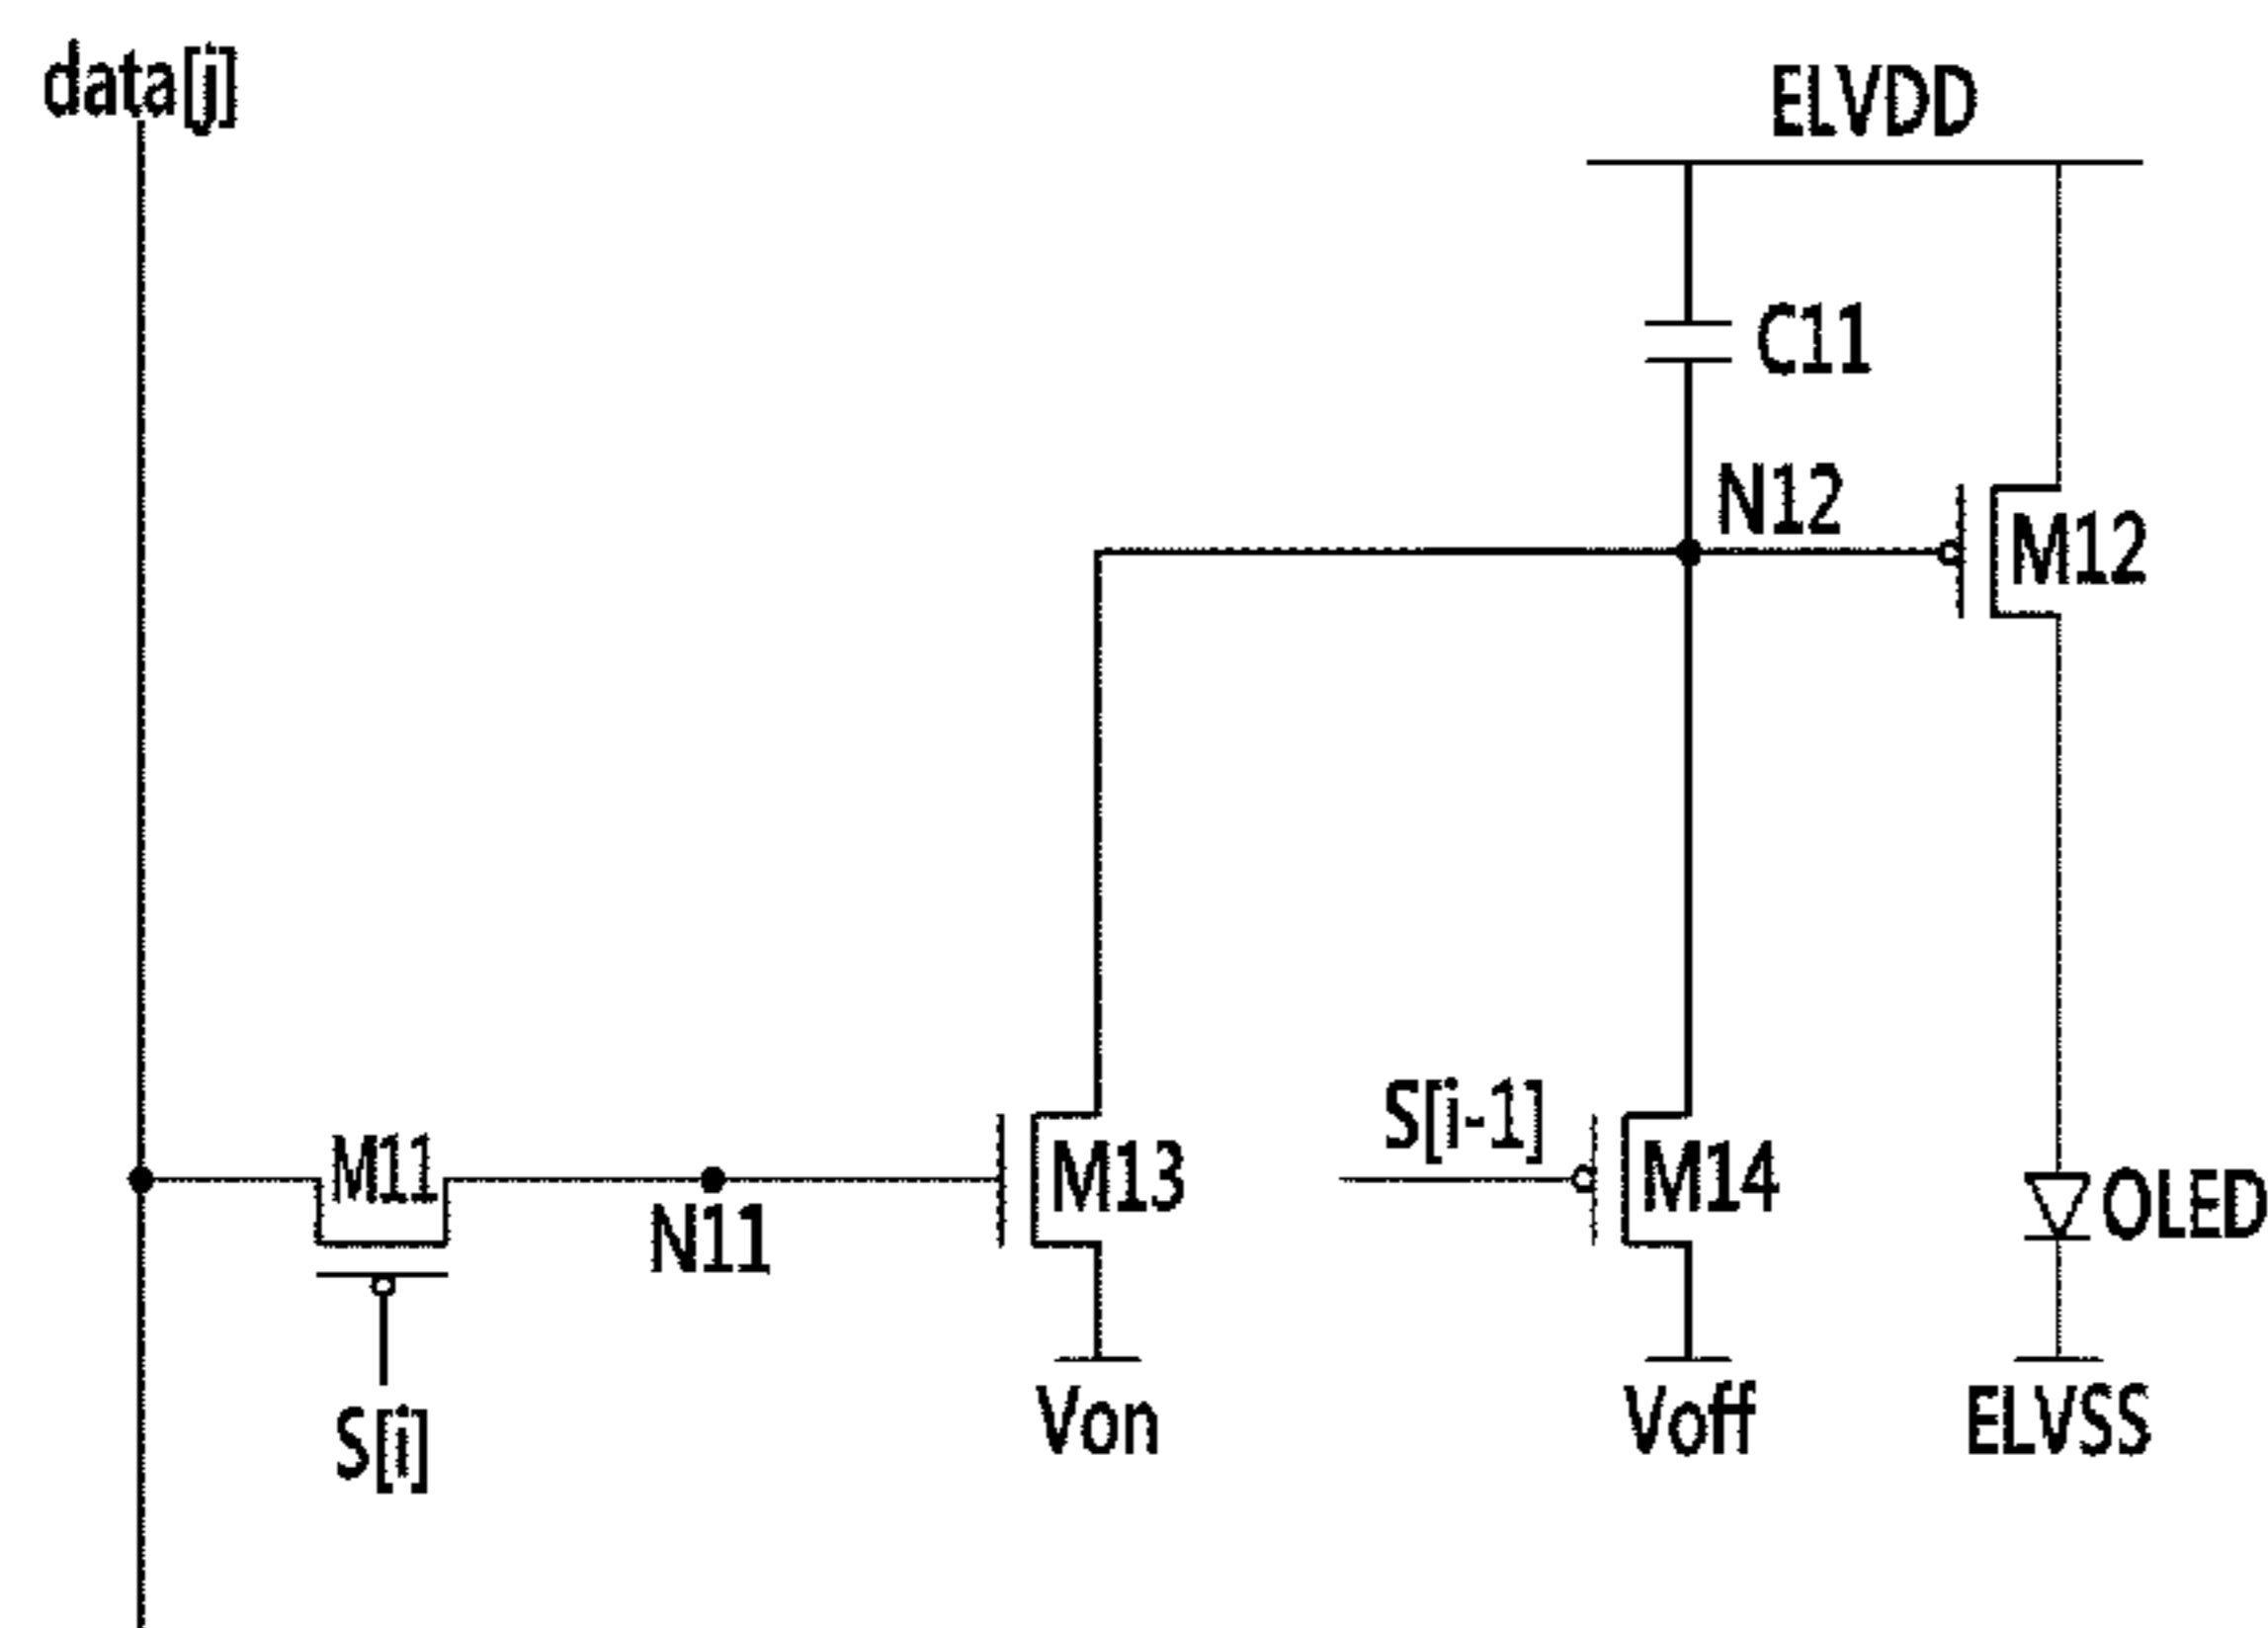 data[j]
ELVDD
C11
N12
M12
S[i-1]
M11
M13
M14
OLED
N11
Von
Voff
ELVSS
S[i]